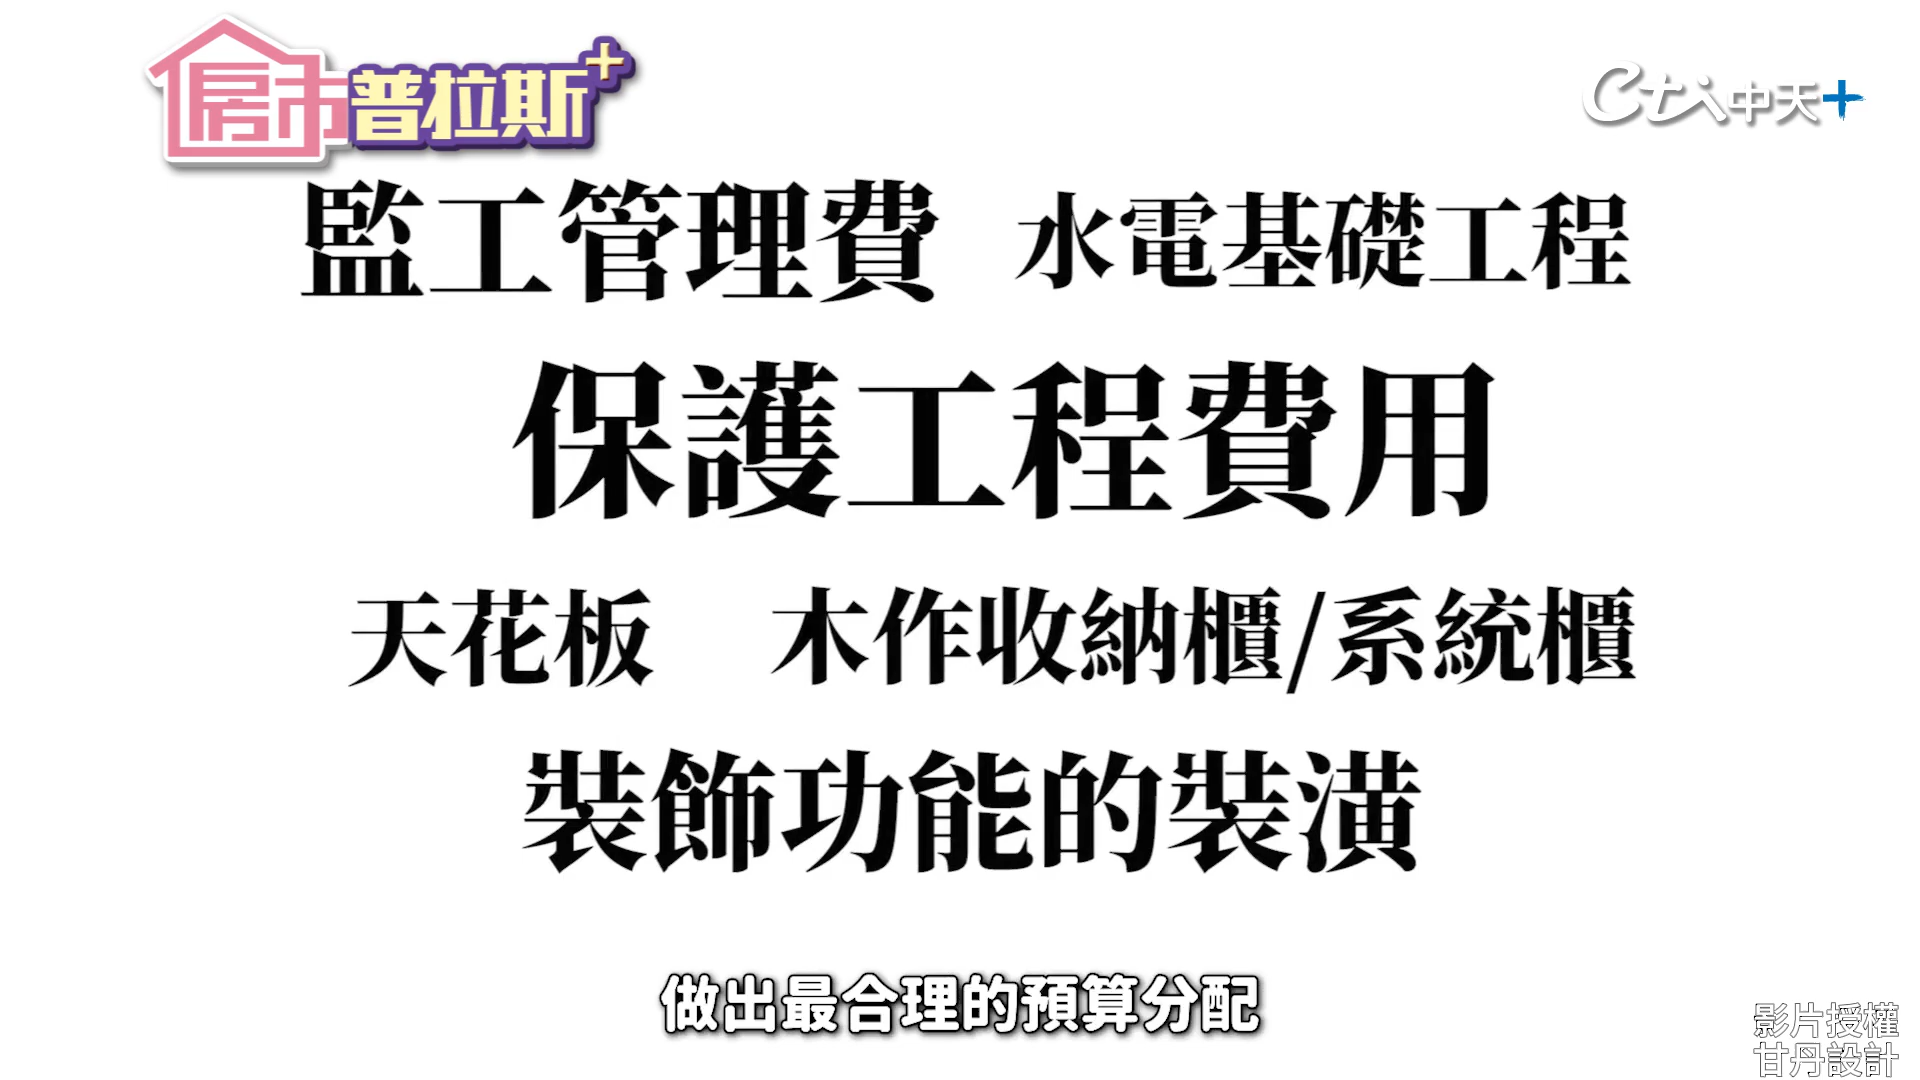 房市普拉斯+
cti中天+
監工管理費 水電基礎工程
保護工程費用
天花板 木作收納櫃/系統櫃
裝飾功能的裝潢
做出最合理的預算分配
影片授權
甘丹設計